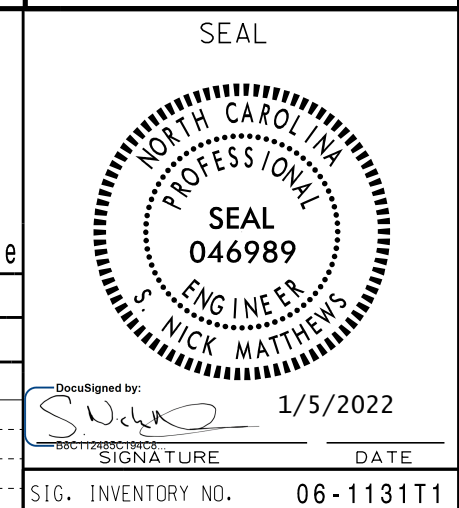 SEAL
NORTH CAROLINA
PROFESSIONAL
SEAL
046989
ENGINEER
S. NICK MATTHEWS
e
DocuSigned by:
1/5/2022
B8C112485C194C8...
SIGNATURE DATE
SIG. INVENTORY NO. 06-1131T1